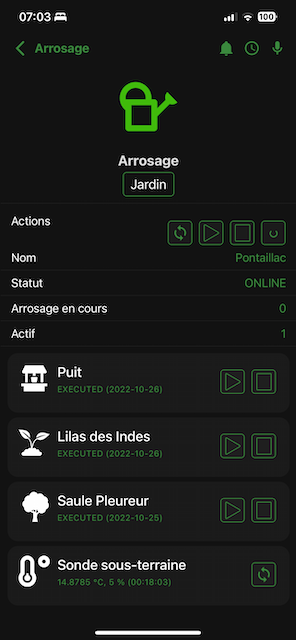 07:03
100
Arrosage
Arrosage
Jardin
Actions
Nom Pontaillac
Statut ONLINE
Arrosage en cours 0
Actif 1
Puit
EXECUTED (2022-10-26)
Lilas des Indes
EXECUTED (2022-10-26)
Saule Pleureur
EXECUTED (2022-10-25)
Sonde sous-terraine
14.8785 °C, 5 % (00:18:03)